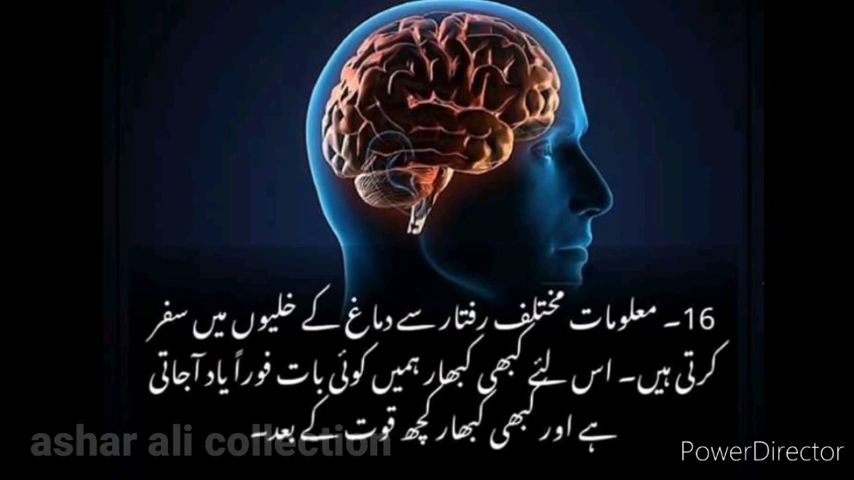 16۔ معلومات مختلف رفتار سے دماغ کے خلیوں میں سفر
کرتی ہیں۔ اس لئے کبھی کبھار ہمیں کوئی بات فوراً یاد آجاتی
ہے اور کبھی کبھار کچھ قوت کے بعد۔
ashar ali collection
PowerDirector